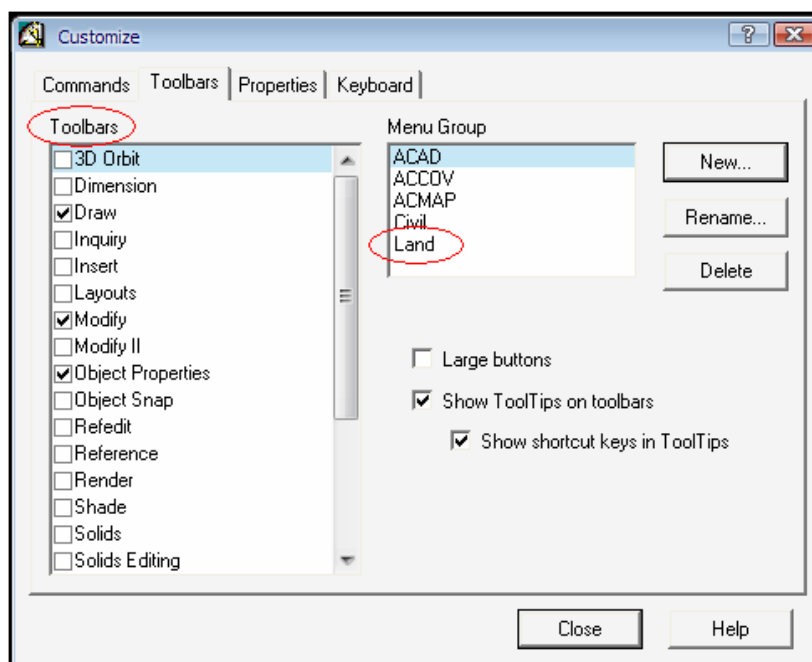 Customize
Commands Toolbars Properties Keyboard
Toolbars
3D Orbit
Dimension
Draw
Inquiry
Insert
Layouts
Modify
Modify II
Object Properties
Object Snap
Refedit
Reference
Render
Shade
Solids
Solids Editing
Menu Group
ACAD
ACCOV
ACMAP
Civil
Land
New...
Rename...
Delete
Large buttons
Show ToolTips on toolbars
Show shortcut keys in ToolTips
Close
Help